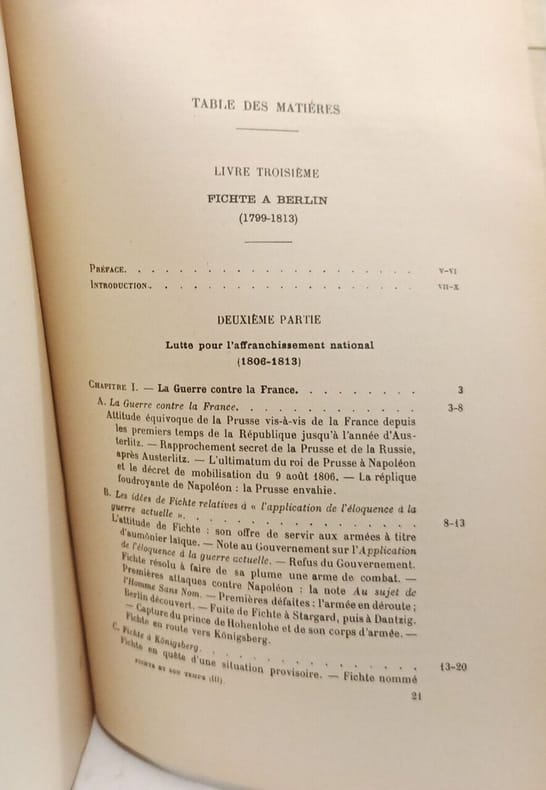 TABLE DES MATIÈRES
LIVRE TROISIÈME
FICHTE A BERLIN
(1799-1813)
PRÉFACE. . . . . . . . . . . . . . . . V-VI
INTRODUCTION. . . . . . . . . . . . . . . VII-X
DEUXIÈME PARTIE
Lutte pour l'affranchissement national
(1806-1813)
CHAPITRE I. — La Guerre contre la France. . . . . . . . 3
A. La Guerre contre la France. . . . . . . . . . . . . 3-8
Attitude équivoque de la Prusse vis-à-vis de la France depuis
les premiers temps de la République jusqu'à l'année d'Aus-
terlitz. — Rapprochement secret de la Prusse et de la Russie,
après Austerlitz. — L'ultimatum du roi de Prusse à Napoléon
et le décret de mobilisation du 9 août 1806. — La réplique
foudroyante de Napoléon : la Prusse envahie.
B. Les idées de Fichte relatives à « l'application de l'éloquence à la
guerre actuelle ». . . . . . . . . . . . . . . 8-13
L'attitude de Fichte : son offre de servir aux armées à titre
d'aumônier laïque. — Note au Gouvernement sur l'Application
de l'éloquence à la guerre actuelle. — Refus du Gouvernement.
Fichte résolu à faire de sa plume une arme de combat. —
Premières attaques contre Napoléon : la note Au sujet de
l'Homme Sans Nom. — Premières défaites : l'armée en déroute ;
Berlin découvert. — Fuite de Fichte à Stargard, puis à Dantzig.
— Capture du prince de Hohenlohe et de son corps d'armée. —
Fichte en route vers Königsberg.
C. Fichte à Königsberg. . . . . . . . . . . . . . 13-20
Fichte en quête d'une situation provisoire. — Fichte nommé
FICHTE ET SON TEMPS (III). 21